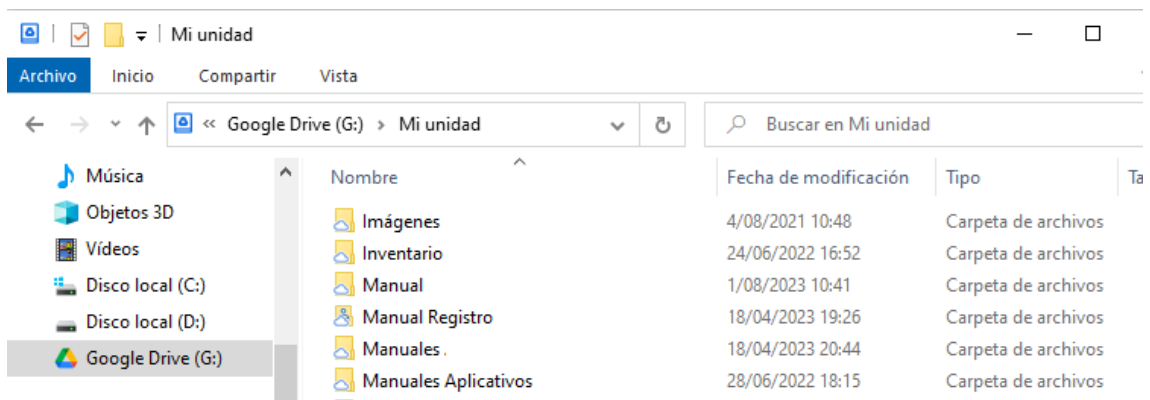 Mi unidad
Archivo Inicio Compartir Vista
« Google Drive (G:) > Mi unidad Buscar en Mi unidad
Música
Objetos 3D
Vídeos
Disco local (C:)
Disco local (D:)
Google Drive (G:)
Nombre Fecha de modificación Tipo Ta
Imágenes 4/08/2021 10:48 Carpeta de archivos
Inventario 24/06/2022 16:52 Carpeta de archivos
Manual 1/08/2023 10:41 Carpeta de archivos
Manual Registro 18/04/2023 19:26 Carpeta de archivos
Manuales . 18/04/2023 20:44 Carpeta de archivos
Manuales Aplicativos 28/06/2022 18:15 Carpeta de archivos